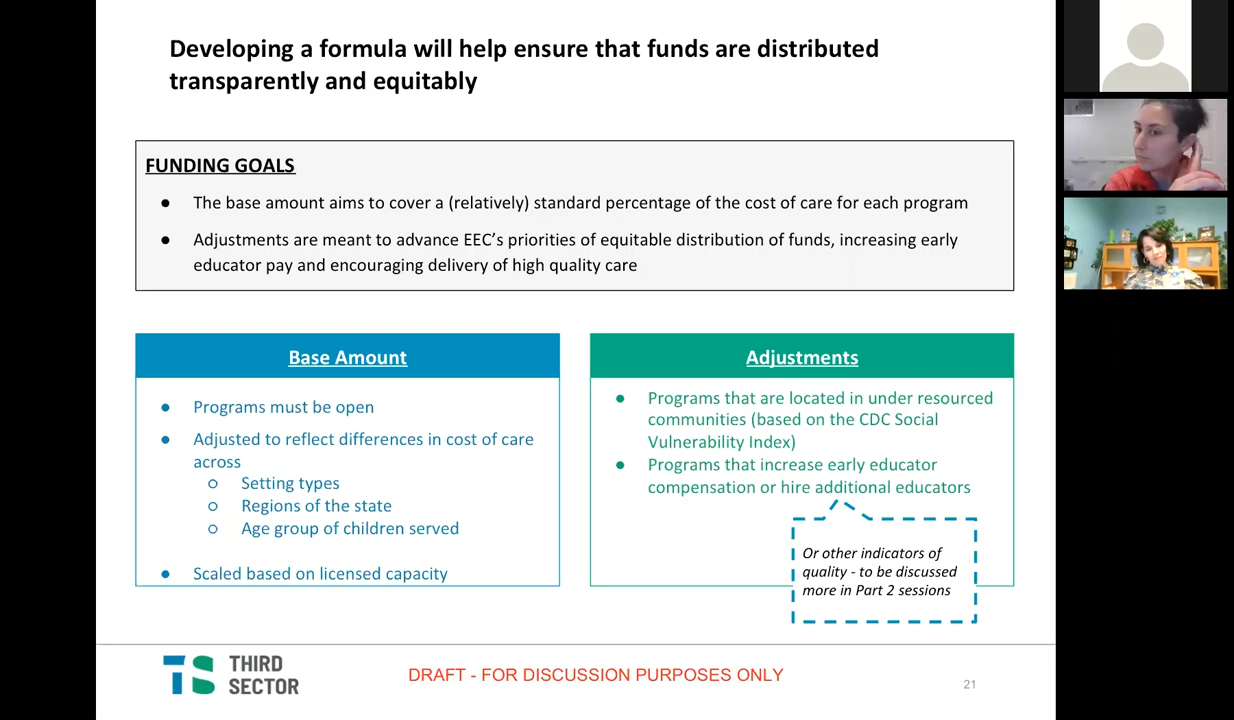 Developing a formula will help ensure that funds are distributed
transparently and equitably
FUNDING GOALS
● The base amount aims to cover a (relatively) standard percentage of the cost of care for each program
● Adjustments are meant to advance EEC's priorities of equitable distribution of funds, increasing early
educator pay and encouraging delivery of high quality care
Base Amount
● Programs must be open
● Adjusted to reflect differences in cost of care
across
○ Setting types
○ Regions of the state
○ Age group of children served
● Scaled based on licensed capacity
Adjustments
● Programs that are located in under resourced
communities (based on the CDC Social
Vulnerability Index)
● Programs that increase early educator
compensation or hire additional educators
Or other indicators of
quality - to be discussed
more in Part 2 sessions
TS THIRD
SECTOR
DRAFT - FOR DISCUSSION PURPOSES ONLY
21